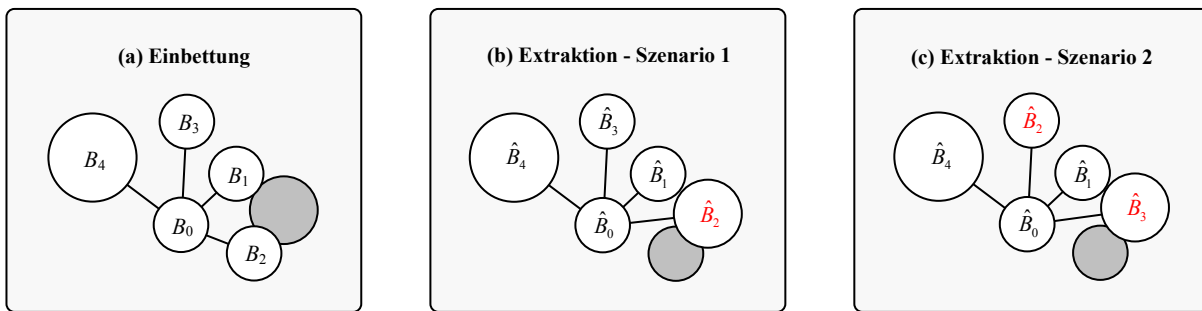 (a) Einbettung
B₃
B₄
B₁
B₀
B₂
(b) Extraktion - Szenario 1
B̂₃
B̂₄
B̂₁
B̂₂
B̂₀
(c) Extraktion - Szenario 2
B̂₂
B̂₄
B̂₁
B̂₃
B̂₀